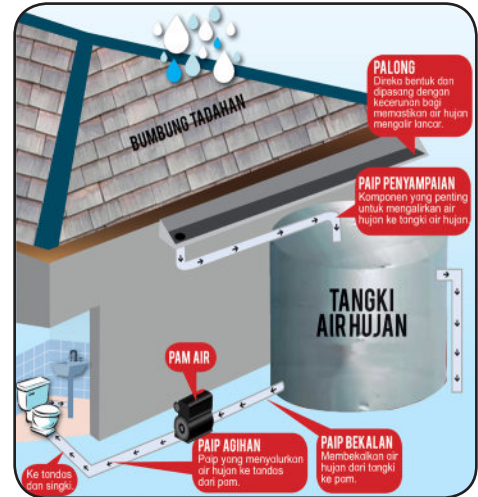 BUMBUNG TADAHAN
PALONG
Direka bentuk dan
dipasang dengan
kecerunan bagi
memastikan air hujan
mengalir lancar.
PAIP PENYAMPAIAN
Komponen yang penting
untuk mengalirkan air
hujan ke tangki air hujan.
TANGKI
AIR HUJAN
PAM AIR
PAIP AGIHAN
Paip yang menyalurkan
air hujan ke tandas
dari pam.
PAIP BEKALAN
Membekalkan air
hujan dari tangki
ke pam.
Ke tandas
dan singki.